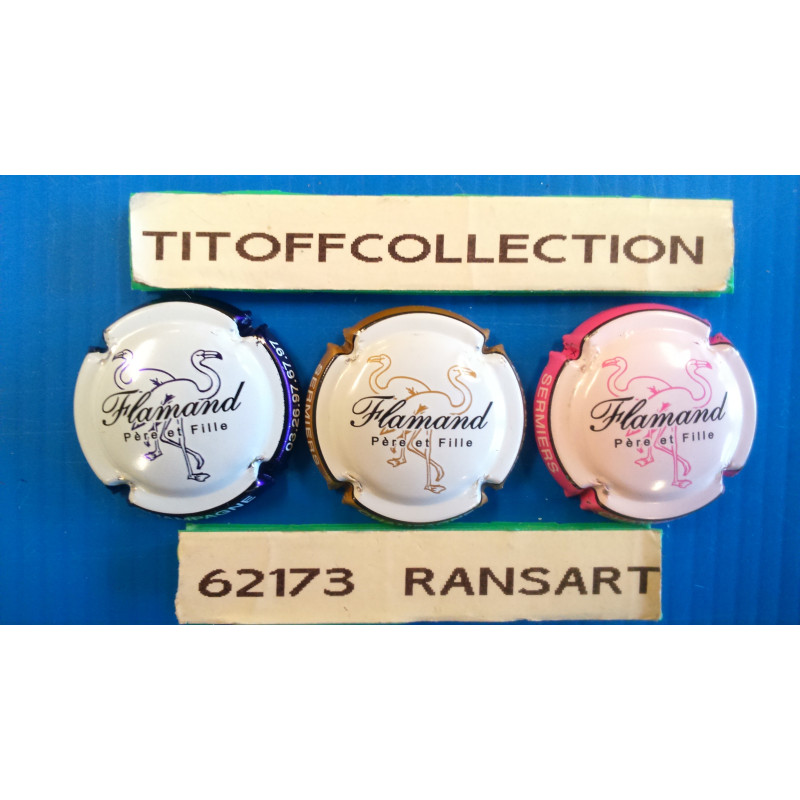 TITOFFCOLLECTION
Flamand
Père et Fille
03.26.97.67.97
Flamand
Père et Fille
SERMIERS
Flamand
Père et Fille
SERMIERS
62173 RANSART